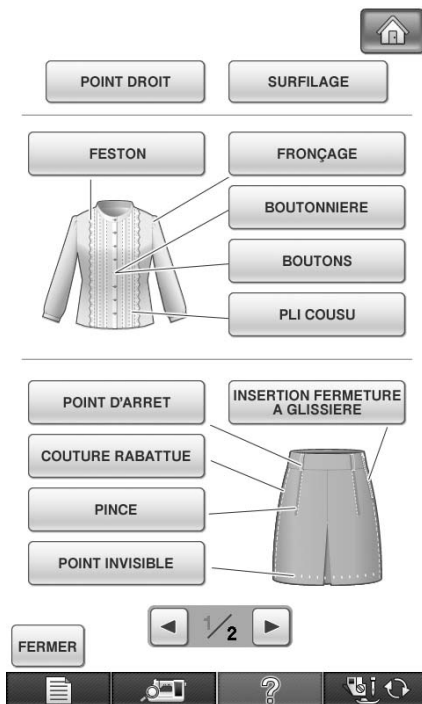 POINT DROIT
SURFILAGE
FESTON
FRONÇAGE
BOUTONNIERE
BOUTONS
PLI COUSU
POINT D'ARRET
INSERTION FERMETURE
A GLISSIERE
COUTURE RABATTUE
PINCE
POINT INVISIBLE
1/2
FERMER